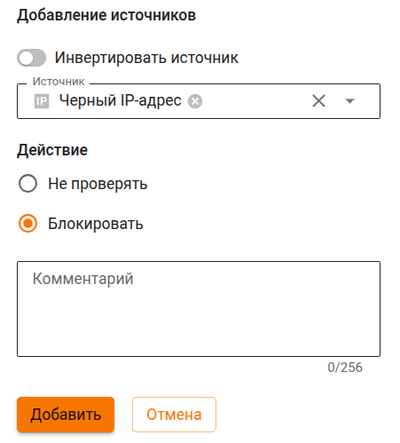 Добавление источников
Инвертировать источник
Источник
IP Черный IP-адрес
Действие
Не проверять
Блокировать
Комментарий
0/256
Добавить Отмена